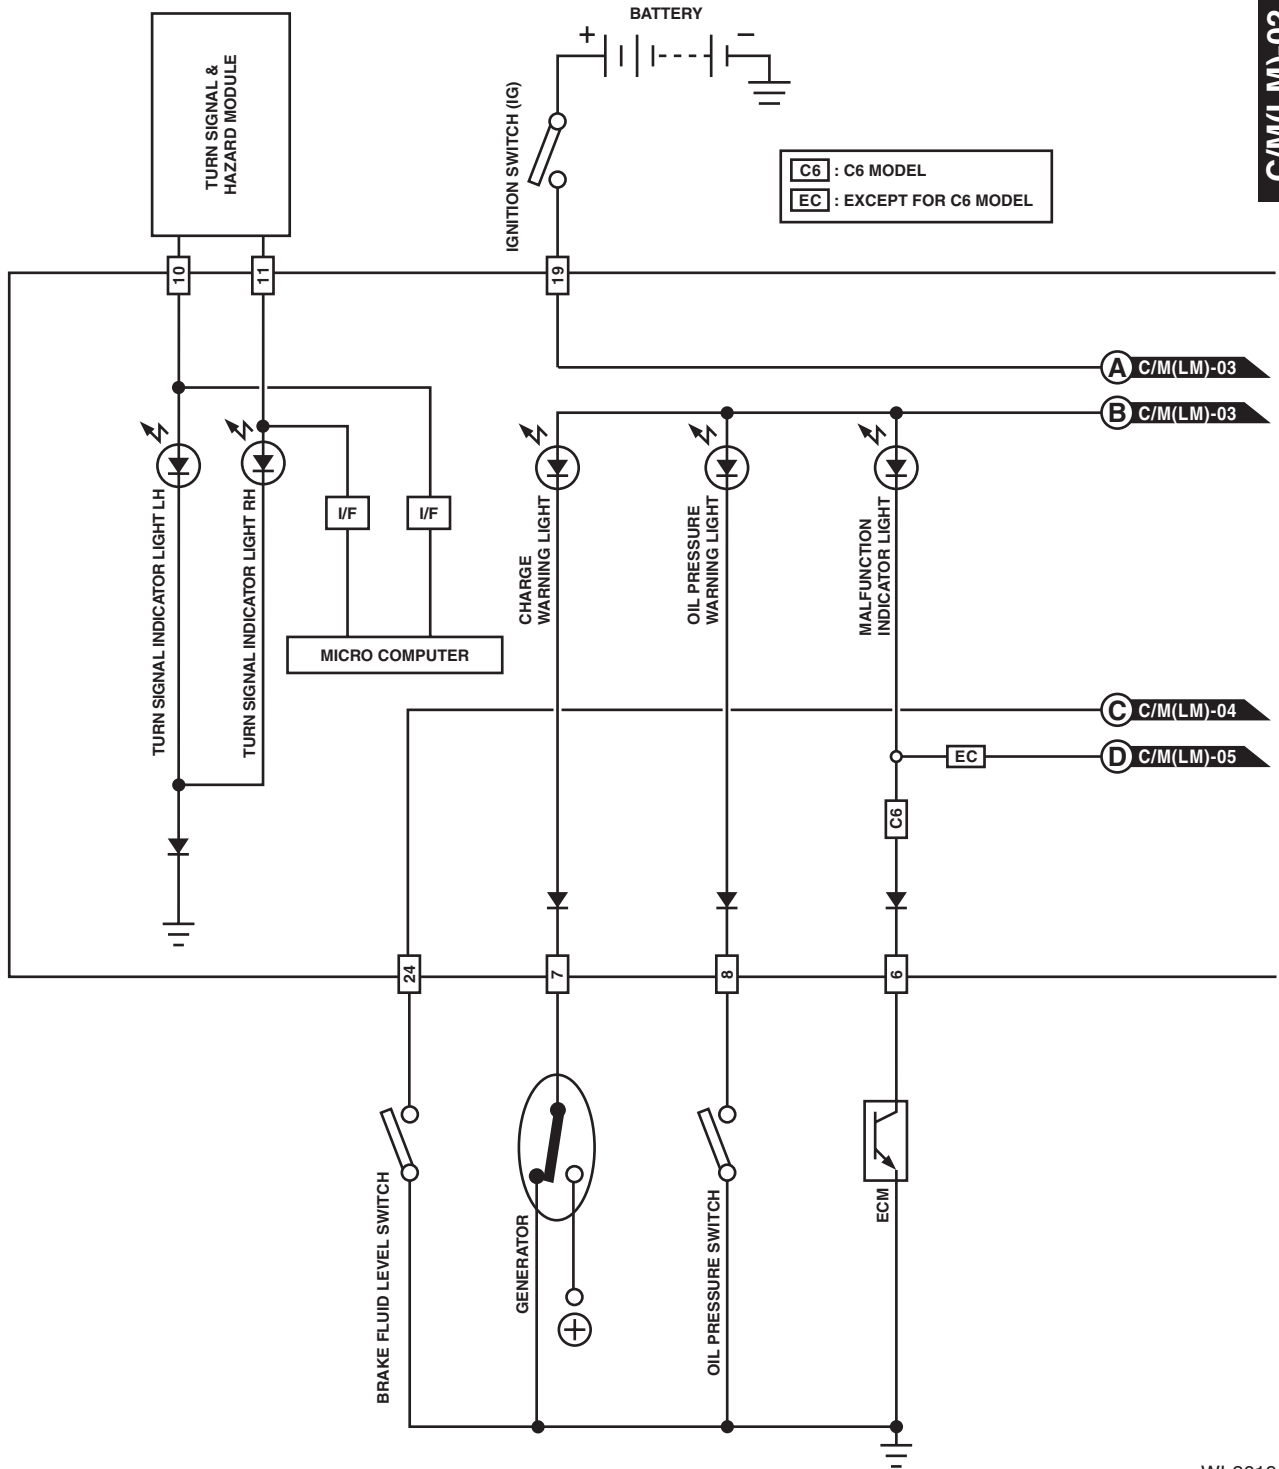 BATTERY
+
−
TURN SIGNAL &
HAZARD MODULE
IGNITION SWITCH (IG)
C6 : C6 MODEL
EC : EXCEPT FOR C6 MODEL
10
11
19
A C/M(LM)-03
B C/M(LM)-03
TURN SIGNAL INDICATOR LIGHT LH
TURN SIGNAL INDICATOR LIGHT RH
I/F
I/F
MICRO COMPUTER
CHARGE
WARNING LIGHT
OIL PRESSURE
WARNING LIGHT
MALFUNCTION
INDICATOR LIGHT
C C/M(LM)-04
EC
D C/M(LM)-05
C6
24
7
8
6
BRAKE FLUID LEVEL SWITCH
GENERATOR
+
OIL PRESSURE SWITCH
ECM